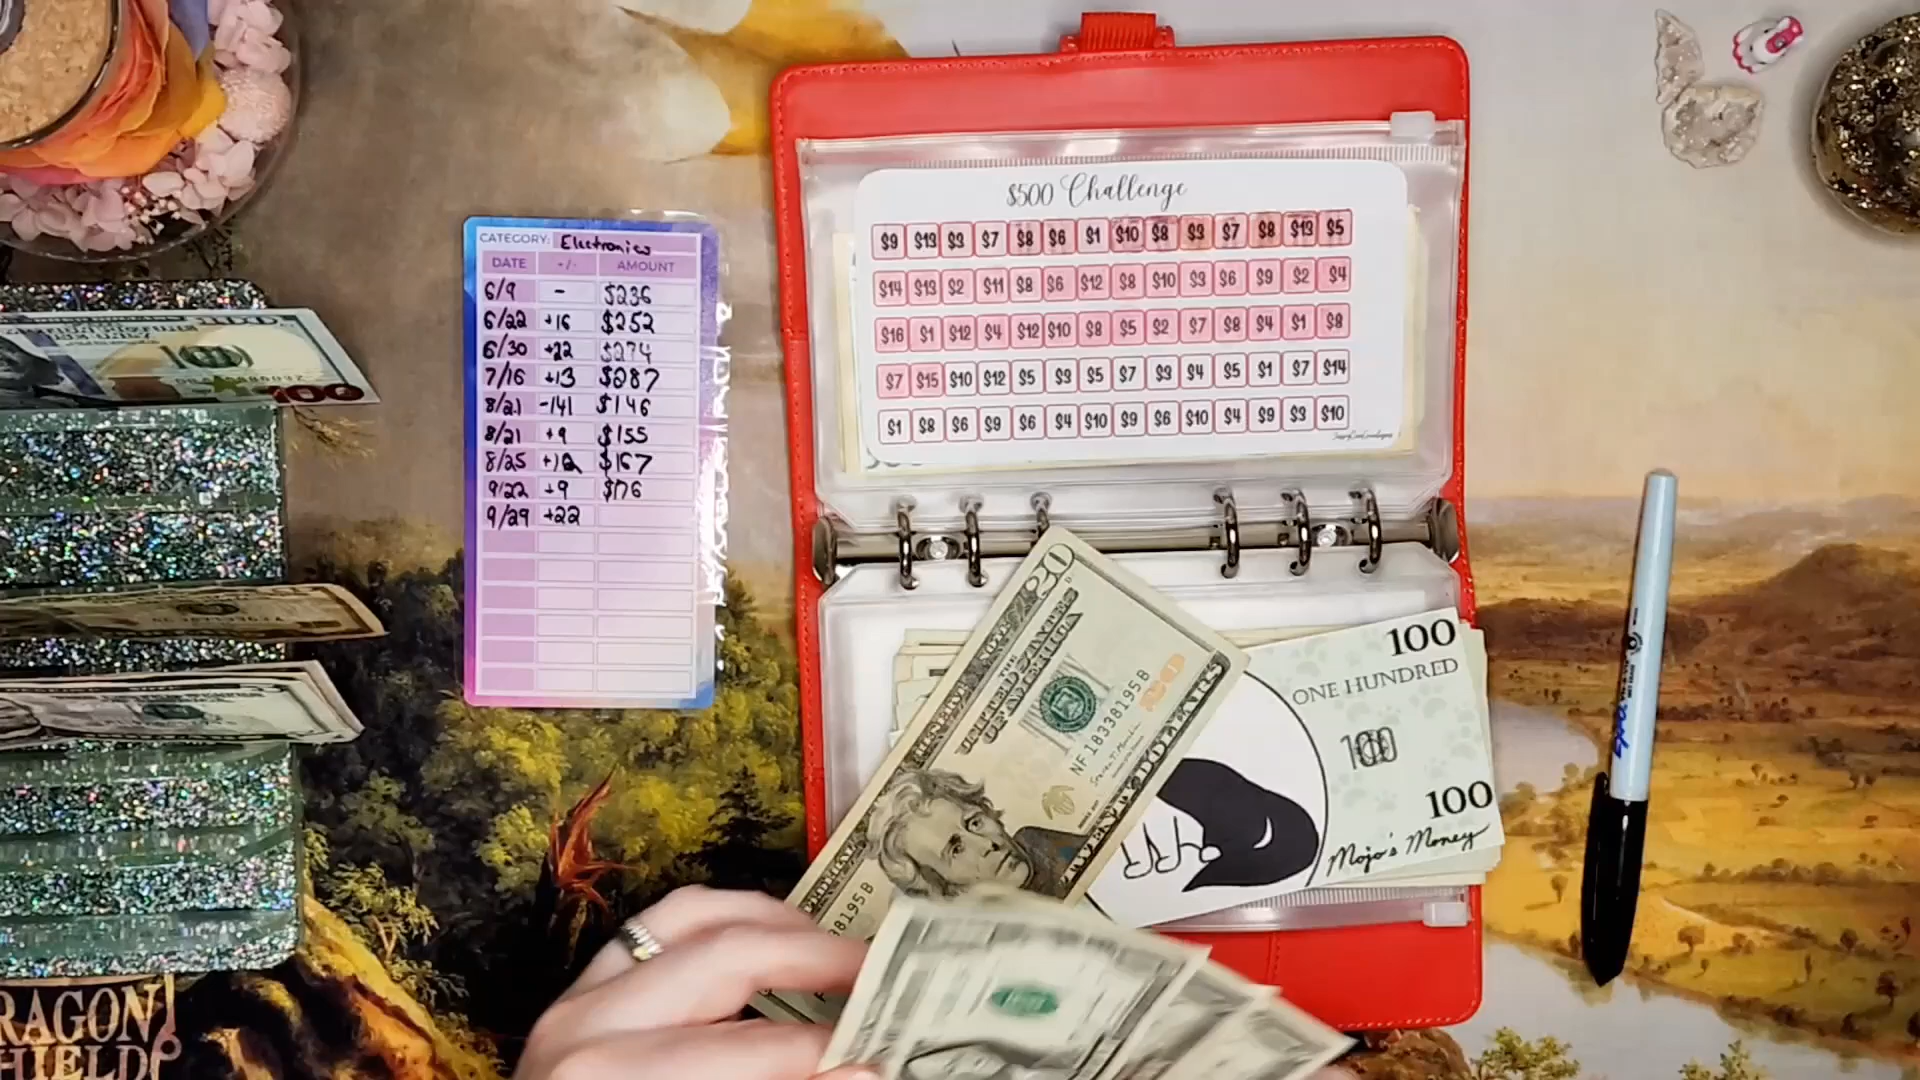 CATEGORY: Electronics
DATE +/- AMOUNT
6/9 - $236
6/22 +16 $252
6/30 +22 $274
7/16 +13 $287
8/21 -141 $146
8/21 +9 $155
8/25 +12 $167
9/22 +9 $176
9/29 +22
$500 Challenge
$9 $13 $3 $7 $8 $6 $1 $10 $8 $3 $7 $8 $13 $5
$14 $13 $2 $11 $8 $6 $12 $8 $10 $3 $6 $9 $2 $4
$16 $1 $12 $4 $12 $10 $8 $5 $2 $7 $8 $4 $1 $8
$7 $15 $10 $12 $5 $3 $5 $7 $3 $4 $5 $1 $7 $14
$1 $8 $6 $9 $6 $4 $10 $9 $6 $10 $4 $9 $3 $10
20
UNITED STATES
OF AMERICA
NF18338195B
20
TWENTY DOLLARS
100
ONE HUNDRED
100
100
Mojo's Money
100
RAGON
HIELD